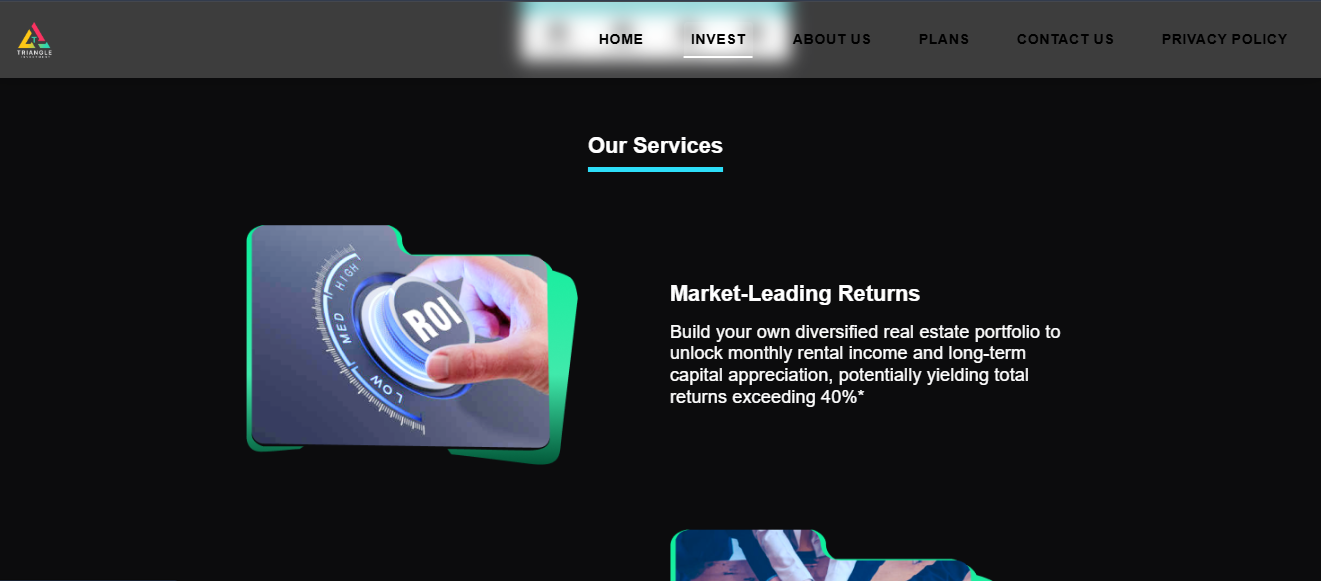 TRIANGLE
HOME INVEST ABOUT US PLANS CONTACT US PRIVACY POLICY
Our Services
HIGH
MED
LOW
ROI
Market-Leading Returns
Build your own diversified real estate portfolio to
unlock monthly rental income and long-term
capital appreciation, potentially yielding total
returns exceeding 40%*